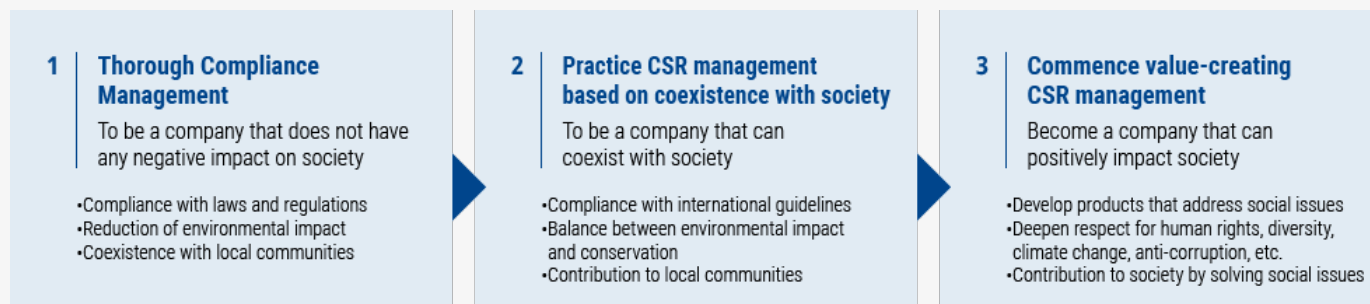 1
Thorough Compliance
Management
To be a company that does not have
any negative impact on society
•Compliance with laws and regulations
•Reduction of environmental impact
•Coexistence with local communities
2
Practice CSR management
based on coexistence with society
To be a company that can
coexist with society
•Compliance with international guidelines
•Balance between environmental impact
and conservation
•Contribution to local communities
3
Commence value-creating
CSR management
Become a company that can
positively impact society
•Develop products that address social issues
•Deepen respect for human rights, diversity,
climate change, anti-corruption, etc.
•Contribution to society by solving social issues